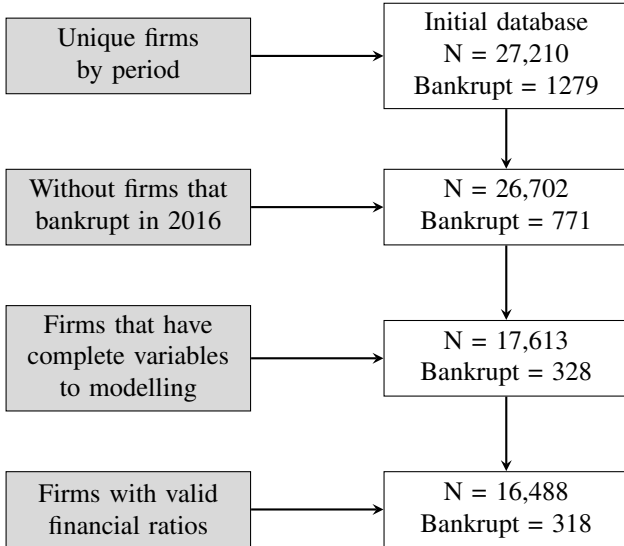 Unique firms
by period
Initial database
N = 27,210
Bankrupt = 1279
Without firms that
bankrupt in 2016
N = 26,702
Bankrupt = 771
Firms that have
complete variables
to modelling
N = 17,613
Bankrupt = 328
Firms with valid
financial ratios
N = 16,488
Bankrupt = 318